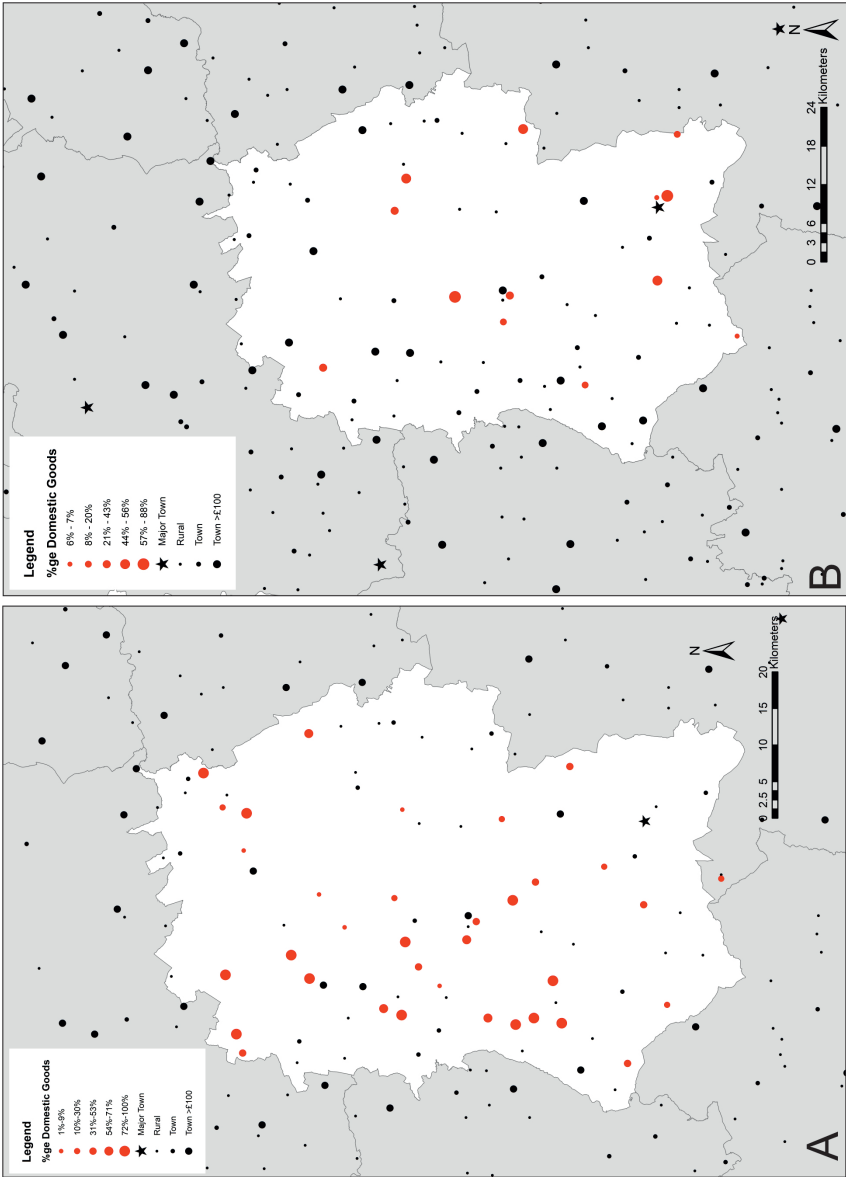 Legend
%ge Domestic Goods
1%-9%
10%-30%
31%-53%
54%-71%
72%-100%
Major Town
Rural
Town
Town >£100
N
0 2.5 5 10 15 20
Kilometers
A
Legend
%ge Domestic Goods
6% - 7%
8% - 20%
21% - 43%
44% - 56%
57% - 88%
Major Town
Rural
Town
Town >£100
N
0 3 6 12 18 24
Kilometers
B